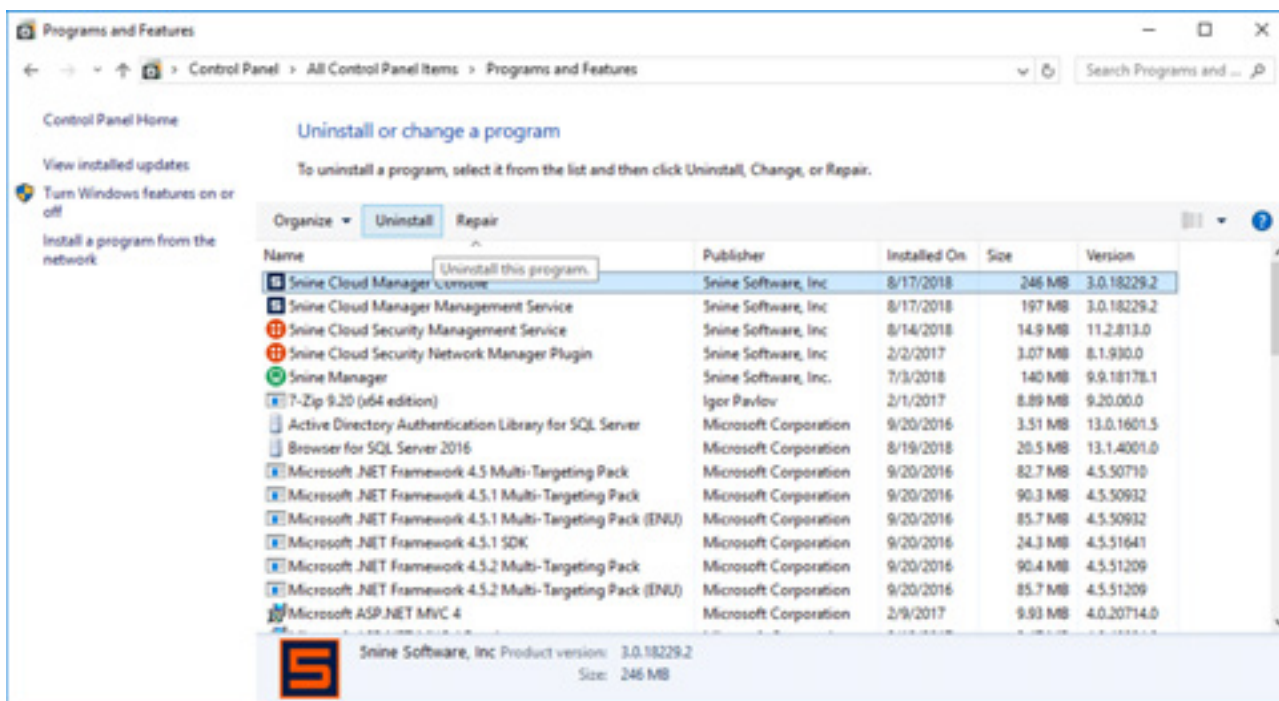 Programs and Features
Control Panel > All Control Panel Items > Programs and Features
Search Programs and ...
Control Panel Home
View installed updates
Turn Windows features on or
off
Install a program from the
network
Uninstall or change a program
To uninstall a program, select it from the list and then click Uninstall, Change, or Repair.
Organize Uninstall Repair
Name Publisher Installed On Size Version
Uninstall this program.
5nine Cloud Manager Console 5nine Software, Inc 8/17/2018 246 MB 3.0.18229.2
5nine Cloud Manager Management Service 5nine Software, Inc 8/17/2018 197 MB 3.0.18229.2
5nine Cloud Security Management Service 5nine Software, Inc 8/14/2018 14.9 MB 11.2.813.0
5nine Cloud Security Network Manager Plugin 5nine Software, Inc 2/2/2017 3.07 MB 8.1.930.0
5nine Manager 5nine Software, Inc. 7/3/2018 140 MB 9.9.18178.1
7-Zip 9.20 (x64 edition) Igor Pavlov 2/1/2017 8.89 MB 9.20.00.0
Active Directory Authentication Library for SQL Server Microsoft Corporation 9/20/2016 3.51 MB 13.0.1601.5
Browser for SQL Server 2016 Microsoft Corporation 8/19/2018 20.5 MB 13.1.4001.0
Microsoft .NET Framework 4.5 Multi-Targeting Pack Microsoft Corporation 9/20/2016 82.7 MB 4.5.50710
Microsoft .NET Framework 4.5.1 Multi-Targeting Pack Microsoft Corporation 9/20/2016 90.3 MB 4.5.50932
Microsoft .NET Framework 4.5.1 Multi-Targeting Pack (ENU) Microsoft Corporation 9/20/2016 85.7 MB 4.5.50932
Microsoft .NET Framework 4.5.1 SDK Microsoft Corporation 9/20/2016 24.3 MB 4.5.51641
Microsoft .NET Framework 4.5.2 Multi-Targeting Pack Microsoft Corporation 9/20/2016 90.4 MB 4.5.51209
Microsoft .NET Framework 4.5.2 Multi-Targeting Pack (ENU) Microsoft Corporation 9/20/2016 85.7 MB 4.5.51209
Microsoft ASP.NET MVC 4 Microsoft Corporation 2/9/2017 9.93 MB 4.0.20714.0
5nine Software, Inc Product version: 3.0.18229.2
Size: 246 MB